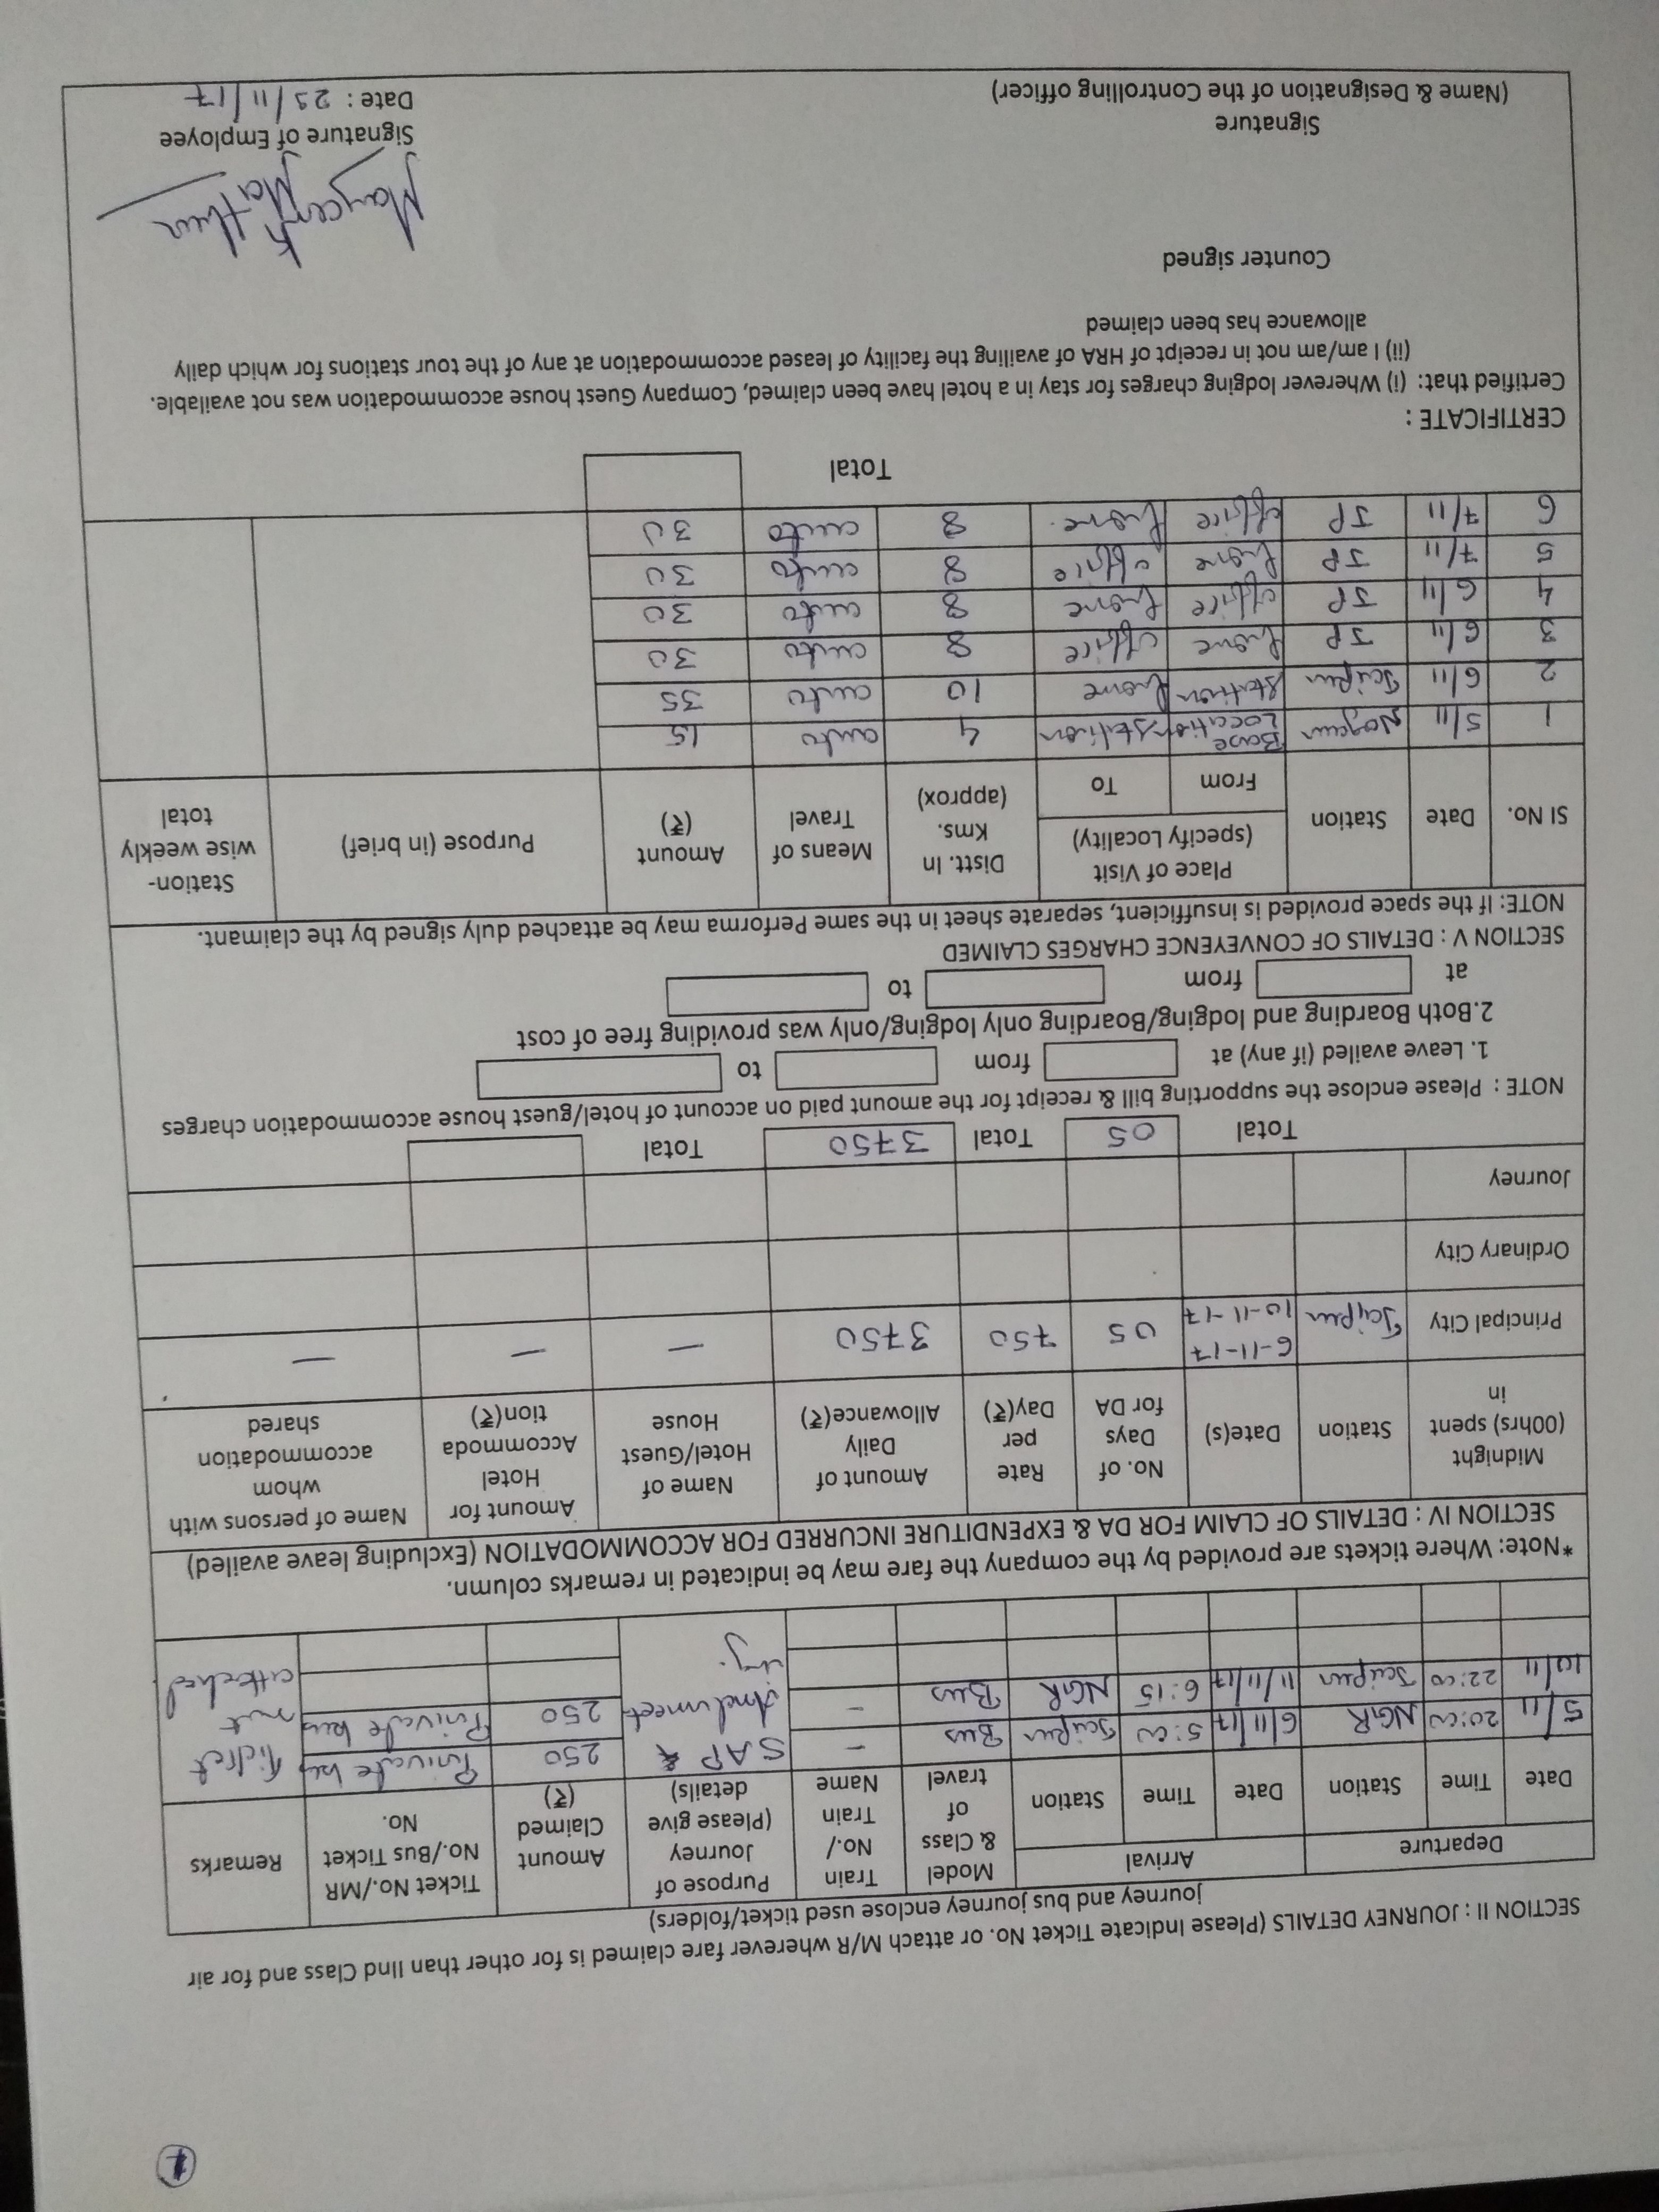 1
SECTION II : JOURNEY DETAILS (Please Indicate Ticket No. or attach M/R wherever fare claimed is for other than IInd Class and for air
journey and bus journey enclose used ticket/folders)
Departure Arrival Model & Class of travel Train No./ Train Name Purpose of Journey (Please give details) Amount Claimed (₹) Ticket No./MR No./Bus Ticket No. Remarks
Date Time Station Date Time Station
5/11 20:00 NGR 6/11/17 5:00 Jaipur Bus - SAP & 250 Private bus Ticket
10/11 22:00 Jaipur 11/11/17 6:15 NGR Bus - 250 Private bus not
attached
*Note: Where tickets are provided by the company the fare may be indicated in remarks column.
SECTION IV : DETAILS OF CLAIM FOR DA & EXPENDITURE INCURRED FOR ACCOMMODATION (Excluding leave availed)
Midnight (00hrs) spent in Station Date(s) No. of Days for DA Rate per Day(₹) Amount of Daily Allowance(₹) Name of Hotel/Guest House Amount for Hotel Accommoda tion(₹) Name of persons with whom accommodation shared
Principal City Jaipur 6-11-17 10-11-17 05 750 3750 — — —
Ordinary City
Journey
Total 05 Total 3750 Total
NOTE : Please enclose the supporting bill & receipt for the amount paid on account of hotel/guest house accommodation charges
1. Leave availed (if any) at from to
2.Both Boarding and lodging/Boarding only lodging/only was providing free of cost
at from to
SECTION V : DETAILS OF CONVEYENCE CHARGES CLAIMED
NOTE: If the space provided is insufficient, separate sheet in the same Performa may be attached duly signed by the claimant.
Sl No. Date Station Place of Visit (specify Locality) Distt. In Kms. (approx) Means of Travel Amount (₹) Purpose (in brief) Station-wise weekly total
From To
1 5/11 Nagaur Base Location station 4 auto 15
2 6/11 Jaipur station home 10 auto 35
3 6/11 JP home office 8 auto 30
4 6/11 JP office home 8 auto 30
5 7/11 JP home office 8 auto 30
6 7/11 JP office home 8 auto 30
Total
CERTIFICATE :
Certified that: (i) Wherever lodging charges for stay in a hotel have been claimed, Company Guest house accommodation was not available.
(ii) I am/am not in receipt of HRA of availing the facility of leased accommodation at any of the tour stations for which daily
allowance has been claimed
Counter signed
Signature
(Name & Designation of the Controlling officer)
Signature of Employee
Date : 23/11/17